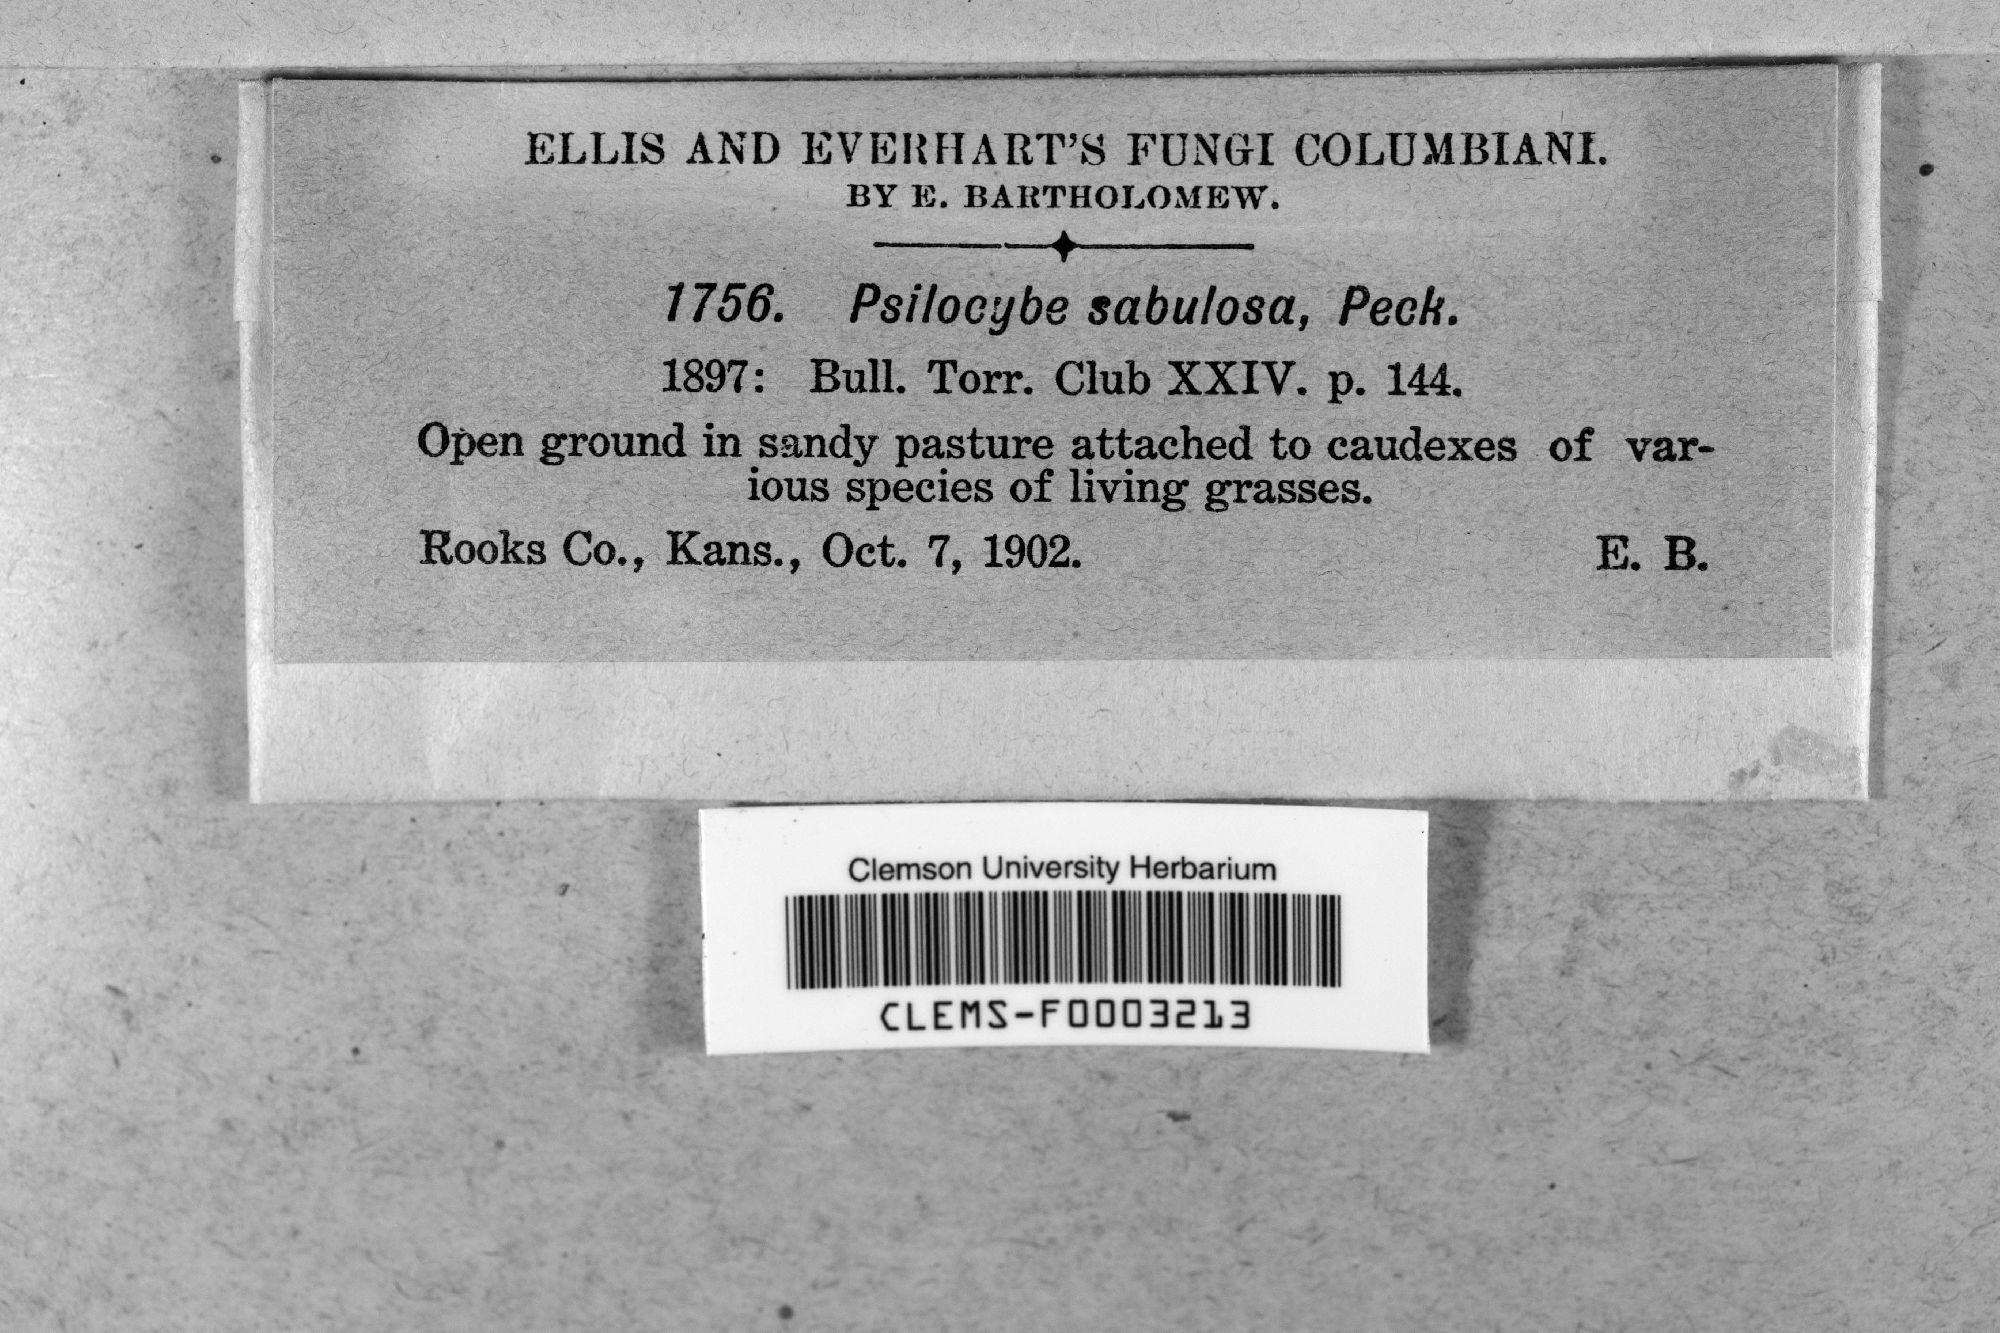 ELLIS AND EVERHART'S FUNGI COLUMBIANI.
BY E. BARTHOLOMEW.
1756. Psilocybe sabulosa, Peck.
1897: Bull. Torr. Club XXIV. p. 144.
Open ground in sandy pasture attached to caudexes of var-
ious species of living grasses.
Rooks Co., Kans., Oct. 7, 1902. E. B.
Clemson University Herbarium
CLEMS-F0003213